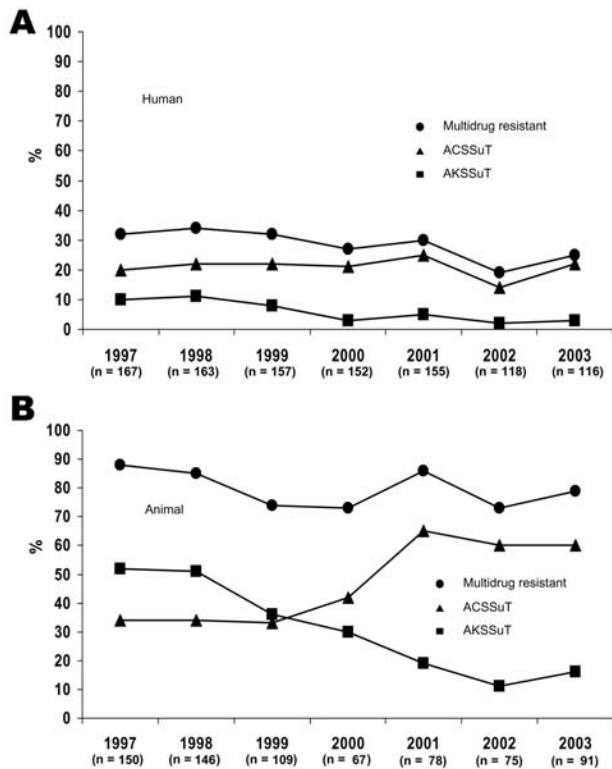 A
100
90
80
70
60
50
40
30
20
10
0
%
Human
Multidrug resistant
ACSSuT
AKSSuT
1997 1998 1999 2000 2001 2002 2003
(n = 167) (n = 163) (n = 157) (n = 152) (n = 155) (n = 118) (n = 116)
B
100
90
80
70
60
50
40
30
20
10
0
%
Animal
Multidrug resistant
ACSSuT
AKSSuT
1997 1998 1999 2000 2001 2002 2003
(n = 150) (n = 146) (n = 109) (n = 67) (n = 78) (n = 75) (n = 91)